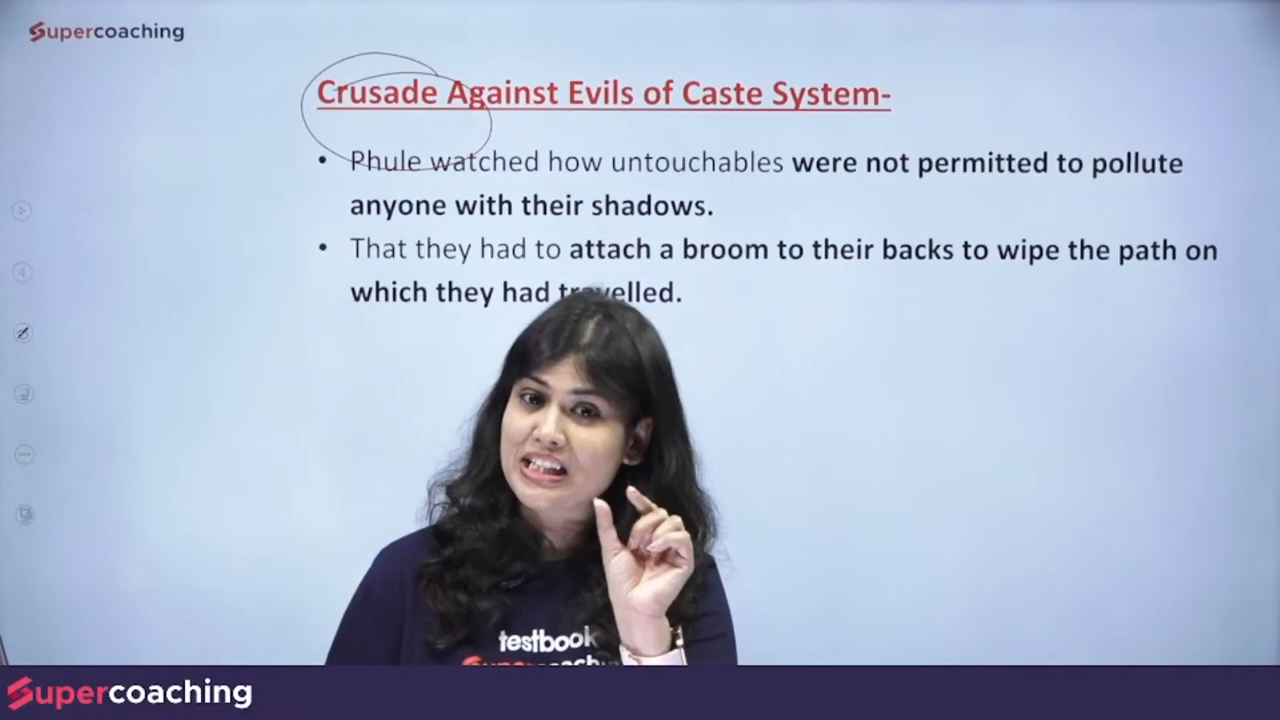 Supercoaching
Crusade Against Evils of Caste System-
• Phule watched how untouchables were not permitted to pollute
anyone with their shadows.
• That they had to attach a broom to their backs to wipe the path on
which they had travelled.
testbook
Supercoaching
Supercoaching